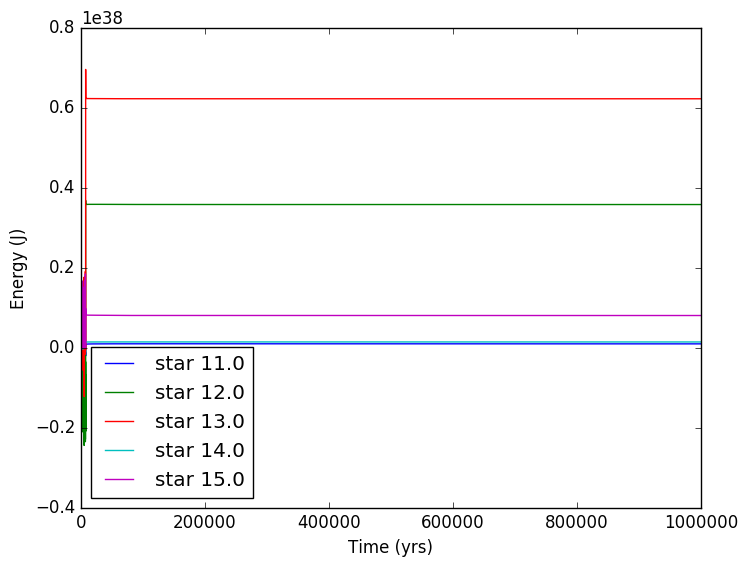 1e38
0.8
0.6
0.4
0.2
0.0
−0.2
−0.4
Energy (J)
star 11.0
star 12.0
star 13.0
star 14.0
star 15.0
0 200000 400000 600000 800000 1000000
Time (yrs)